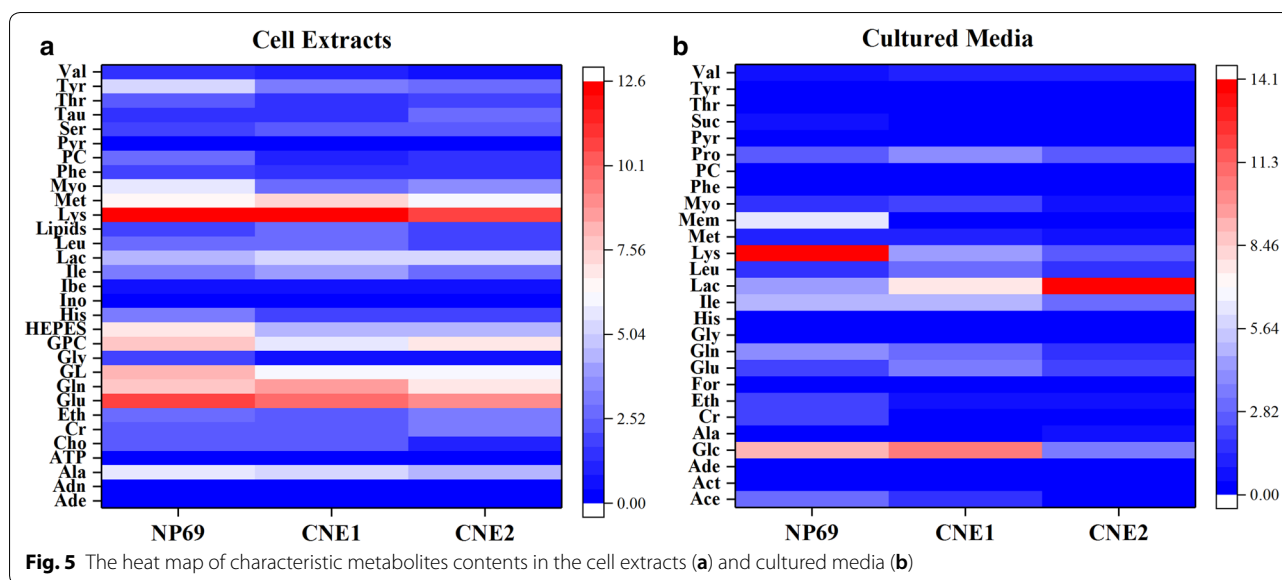 a
Cell Extracts
Val
Tyr
Thr
Tau
Ser
Pyr
PC
Phe
Myo
Met
Lys
Lipids
Leu
Lac
Ile
Ibe
Ino
His
HEPES
GPC
Gly
GL
Gln
Glu
Eth
Cr
Cho
ATP
Ala
Adn
Ade
NP69 CNE1 CNE2
12.6
10.1
7.56
5.04
2.52
0.00
b
Cultured Media
Val
Tyr
Thr
Suc
Pyr
Pro
PC
Phe
Myo
Mem
Met
Lys
Leu
Lac
Ile
His
Gly
Gln
Glu
For
Eth
Cr
Ala
Glc
Ade
Act
Ace
NP69 CNE1 CNE2
14.1
11.3
8.46
5.64
2.82
0.00
Fig. 5 The heat map of characteristic metabolites contents in the cell extracts (a) and cultured media (b)